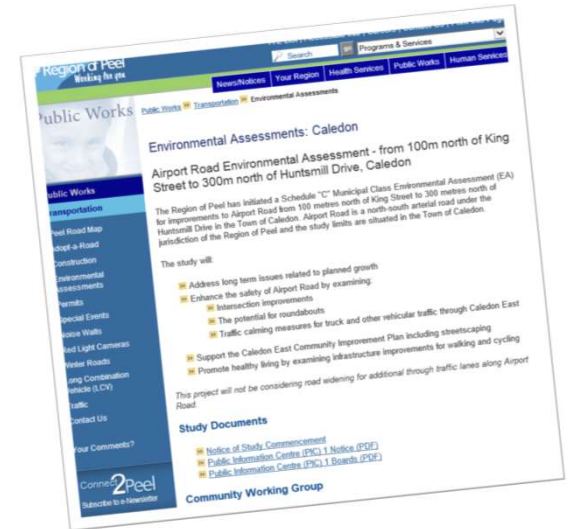 Region of Peel
Working for you
Search
Programs & Services
News/Notices Your Region Health Services Public Works Human Services
Public Works
Public Works Transportation Environmental Assessments
Environmental Assessments: Caledon
Airport Road Environmental Assessment - from 100m north of King
Street to 300m north of Huntsmill Drive, Caledon
The Region of Peel has initiated a Schedule "C" Municipal Class Environmental Assessment (EA)
for improvements to Airport Road from 100 metres north of King Street to 300 metres north of
Huntsmill Drive in the Town of Caledon. Airport Road is a north-south arterial road under the
jurisdiction of the Region of Peel and the study limits are situated in the Town of Caledon.
The study will:
Address long term issues related to planned growth
Enhance the safety of Airport Road by examining:
Intersection improvements
The potential for roundabouts
Traffic calming measures for truck and other vehicular traffic through Caledon East
Support the Caledon East Community Improvement Plan including streetscaping
Promote healthy living by examining infrastructure improvements for walking and cycling
This project will not be considering road widening for additional through traffic lanes along Airport
Road.
Study Documents
Notice of Study Commencement
Public Information Centre (PIC) 1 Notice (PDF)
Public Information Centre (PIC) 1 Boards (PDF)
Community Working Group
Public Works
Transportation
Peel Road Map
Adopt-a-Road
Construction
Environmental
Assessments
Permits
Special Events
Noise Walls
Red Light Cameras
Winter Roads
Long Combination
Vehicle (LCV)
Traffic
Contact Us
Your Comments?
Connect2Peel
Subscribe to e-Newsletter